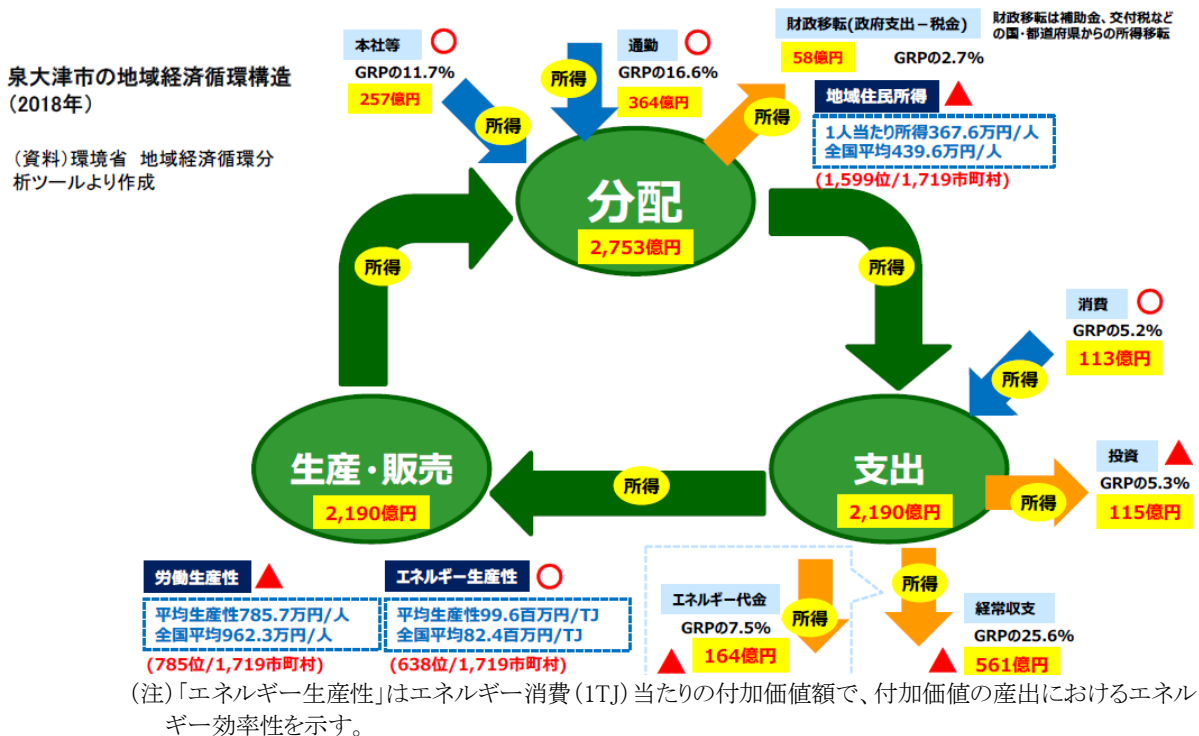 泉大津市の地域経済循環構造
(2018年)
(資料)環境省 地域経済循環分
析ツールより作成
本社等
GRPの11.7%
257億円
所得
通勤
GRPの16.6%
364億円
所得
財政移転(政府支出－税金)
58億円 GRPの2.7%
所得
財政移転は補助金、交付税など
の国・都道府県からの所得移転
地域住民所得
1人当たり所得367.6万円/人
全国平均439.6万円/人
(1,599位/1,719市町村)
分配
2,753億円
所得
所得
消費
GRPの5.2%
113億円
所得
生産・販売
2,190億円
所得
支出
2,190億円
投資
GRPの5.3%
115億円
所得
労働生産性
平均生産性785.7万円/人
全国平均962.3万円/人
(785位/1,719市町村)
エネルギー生産性
平均生産性99.6百万円/TJ
全国平均82.4百万円/TJ
(638位/1,719市町村)
エネルギー代金
GRPの7.5%
164億円
所得
所得
経常収支
GRPの25.6%
561億円
(注)「エネルギー生産性」はエネルギー消費(1TJ)当たりの付加価値額で、付加価値の産出におけるエネル
ギー効率性を示す。